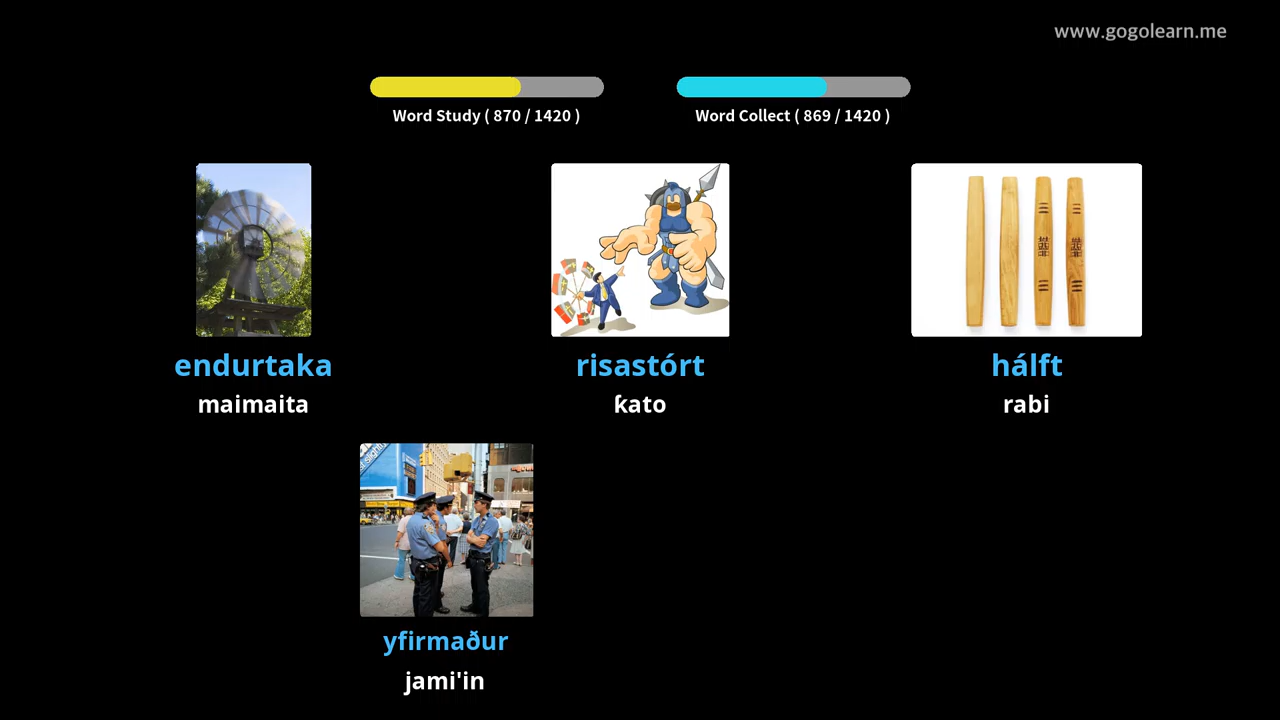 www.gogolearn.me
Word Study ( 870 / 1420 )
Word Collect ( 869 / 1420 )
endurtaka
maimaita
risastórt
ƙato
hálft
rabi
yfirmaður
jami'in